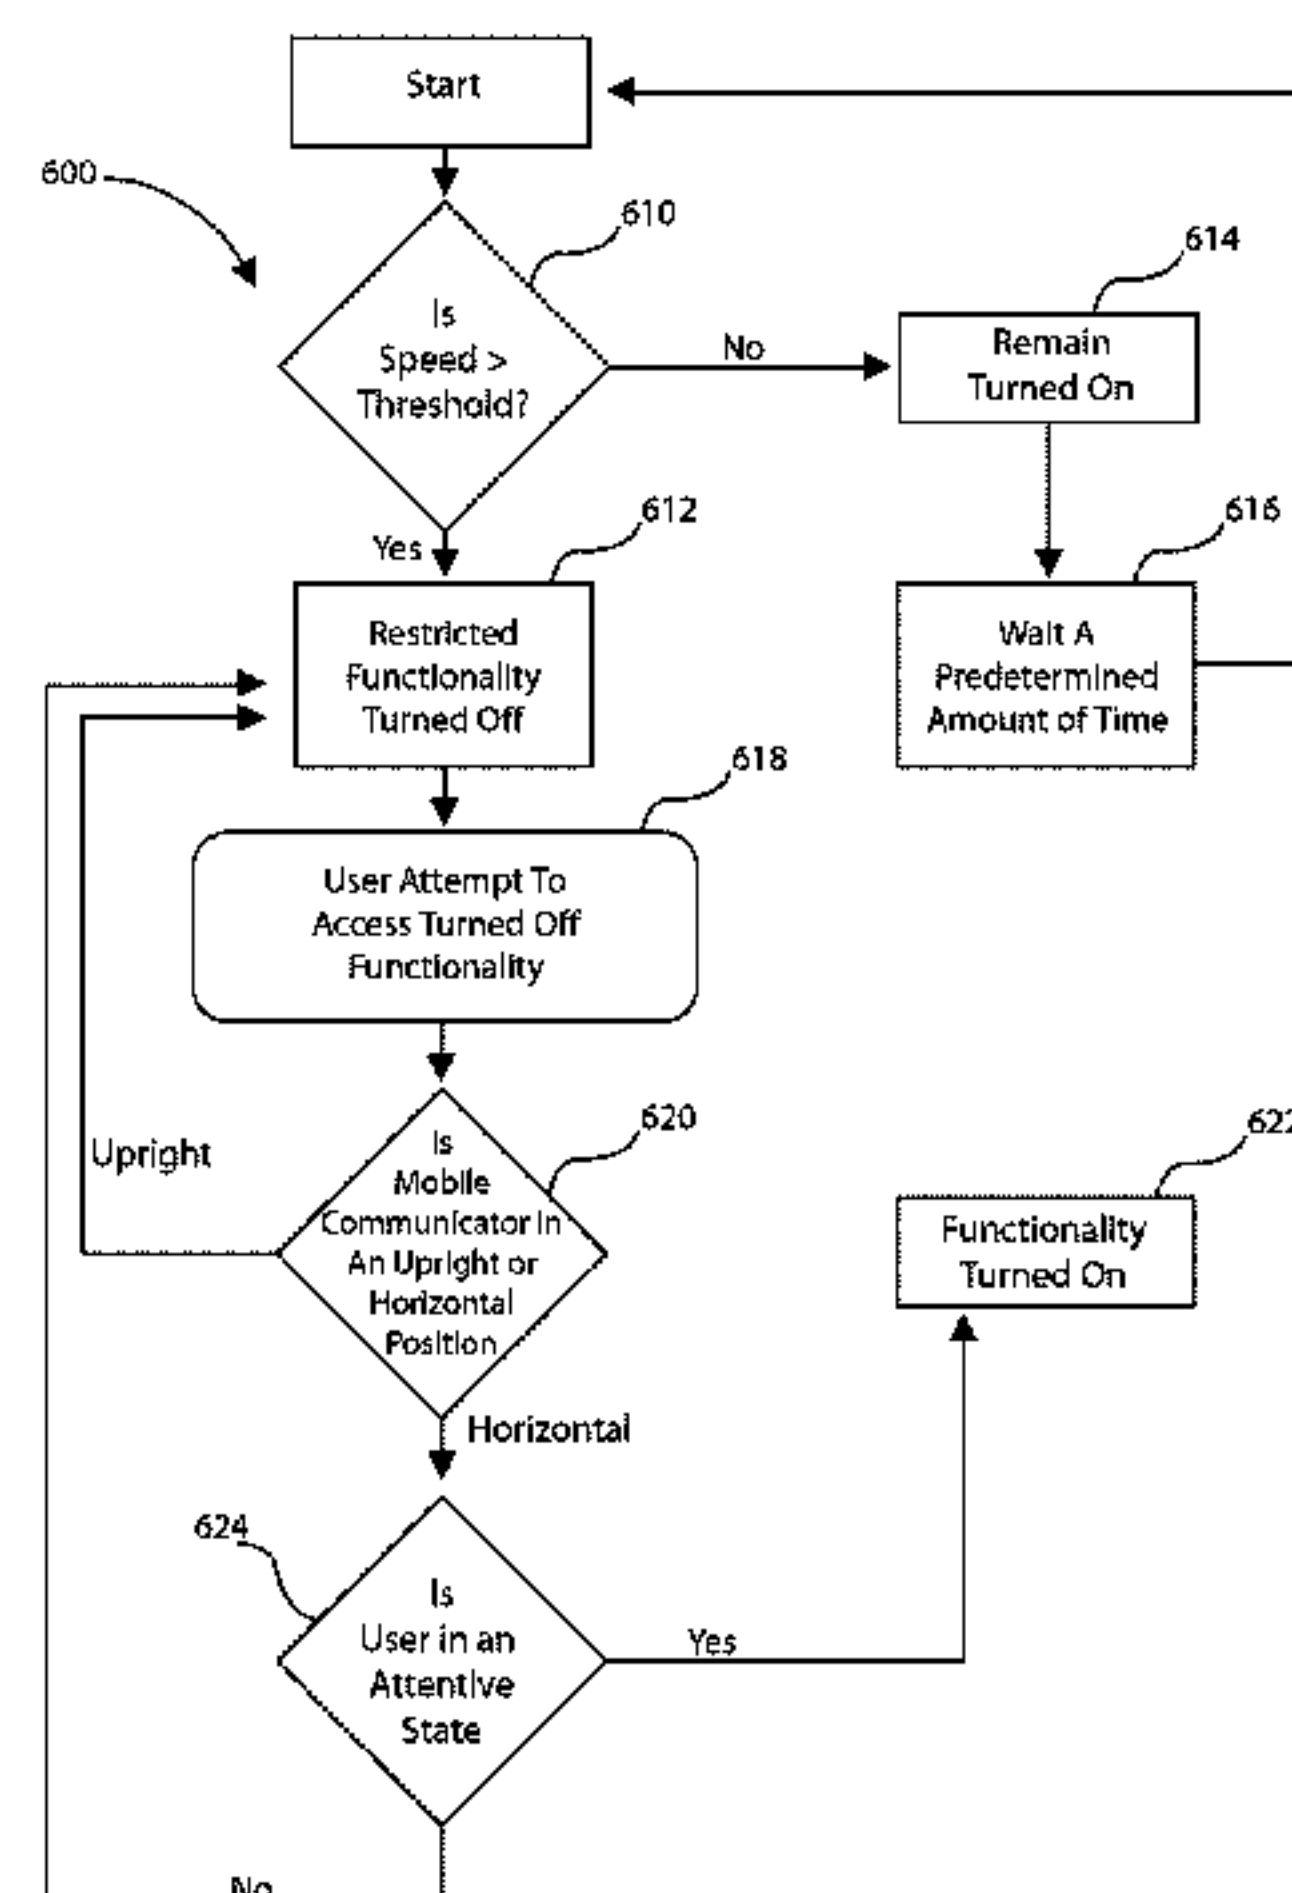 Start
600
610
614
Is
Speed >
Threshold?
No
Remain
Turned On
Yes
612
616
Restricted
Functionality
Turned Off
Wait A
Predetermined
Amount of Time
618
User Attempt To
Access Turned Off
Functionality
620
622
Upright
Is
Mobile
Communicator in
An Upright or
Horizontal
Position
Functionality
Turned On
Horizontal
624
Is
User in an
Attentive
State
Yes
No